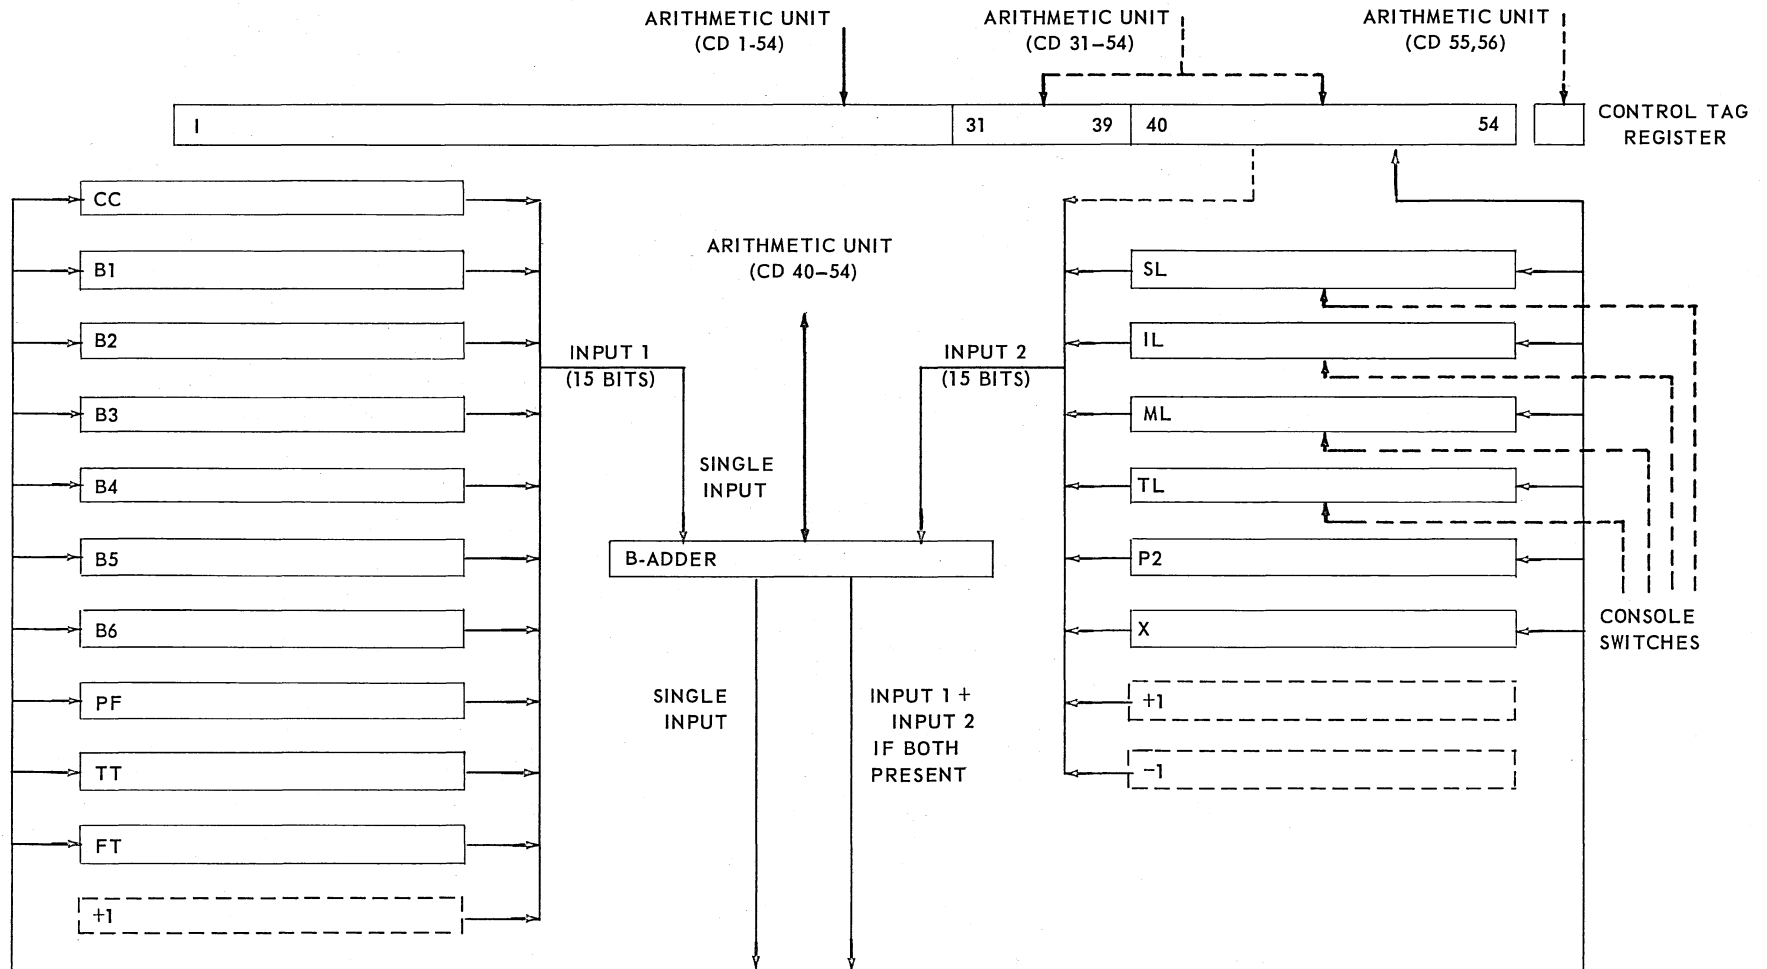 ARITHMETIC UNIT
(CD 1-54)
ARITHMETIC UNIT
(CD 31–54)
ARITHMETIC UNIT
(CD 55,56)
I
31
39
40
54
CONTROL TAG
REGISTER
CC
B1
B2
B3
B4
B5
B6
PF
TT
FT
+1
INPUT 1
(15 BITS)
ARITHMETIC UNIT
(CD 40–54)
INPUT 2
(15 BITS)
SINGLE
INPUT
B-ADDER
SINGLE
INPUT
INPUT 1 +
INPUT 2
IF BOTH
PRESENT
SL
IL
ML
TL
P2
X
+1
−1
CONSOLE
SWITCHES